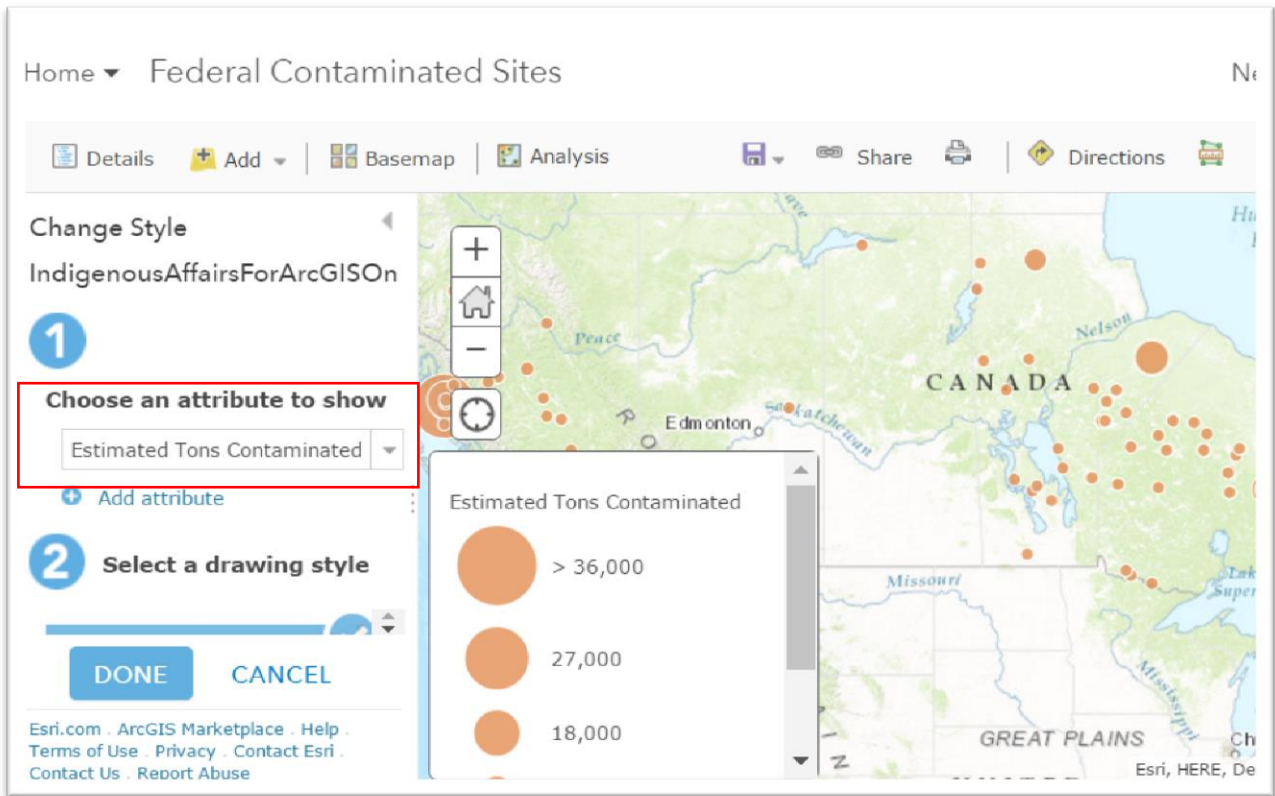 Home Federal Contaminated Sites
Details Add Basemap Analysis Share Directions
Change Style
IndigenousAffairsForArcGISOn
1
Choose an attribute to show
Estimated Tons Contaminated
Add attribute
2 Select a drawing style
DONE CANCEL
Esri.com . ArcGIS Marketplace . Help .
Terms of Use . Privacy . Contact Esri .
Contact Us . Report Abuse
+
−
Peace
Nelson
CANADA
Edmonton
Saskatchewan
R
O
Estimated Tons Contaminated
> 36,000
27,000
18,000
Missouri
Mississippi
GREAT PLAINS
I
N
Esri, HERE, De